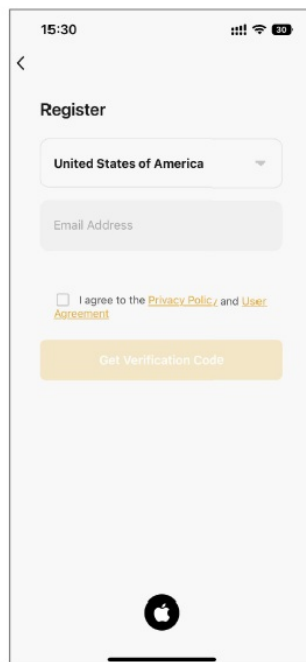 15:30
30
Register
United States of America
Email Address
I agree to the Privacy Policy and User
Agreement
Get Verification Code